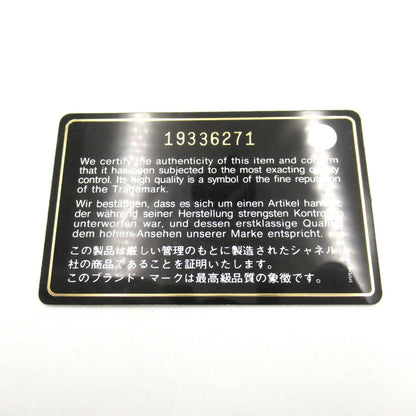 19336271
We certify the authenticity of this item and confirm
that it has been subjected to the most exacting quality
control. Its high quality is a symbol of the fine reputation
of the Trademark.
Wir bestätigen, dass es sich um einen Artikel handelt,
der während seiner Herstellung strengsten Kontrollen
unterworfen war, und dessen erstklassige Qualität
dem hohen Ansehen unserer Marke entspricht.
この製品は厳しい管理のもとに製造されたシャネル
社の商品であることを証明いたします。
このブランド・マークは最高級品質の象徴です。